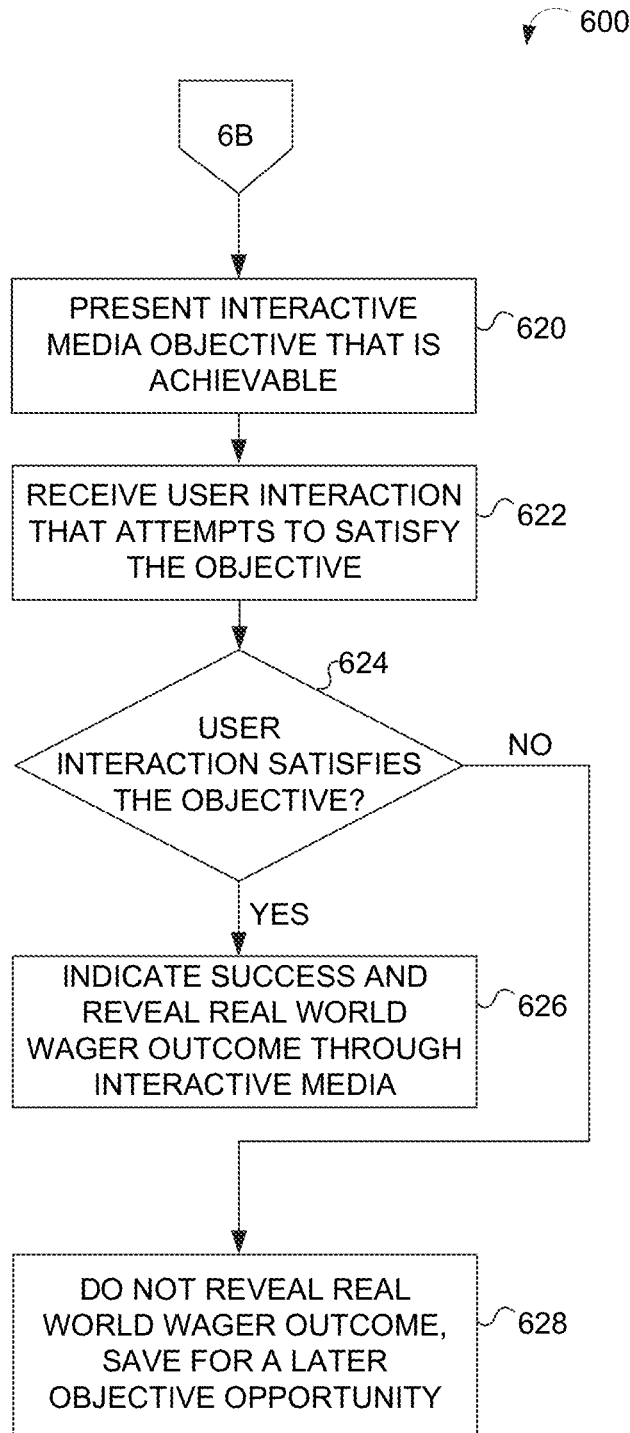 600
6B
PRESENT INTERACTIVE
MEDIA OBJECTIVE THAT IS
ACHIEVABLE
620
RECEIVE USER INTERACTION
THAT ATTEMPTS TO SATISFY
THE OBJECTIVE
622
624
USER
INTERACTION SATISFIES
THE OBJECTIVE?
NO
YES
INDICATE SUCCESS AND
REVEAL REAL WORLD
WAGER OUTCOME THROUGH
INTERACTIVE MEDIA
626
DO NOT REVEAL REAL
WORLD WAGER OUTCOME,
SAVE FOR A LATER
OBJECTIVE OPPORTUNITY
628